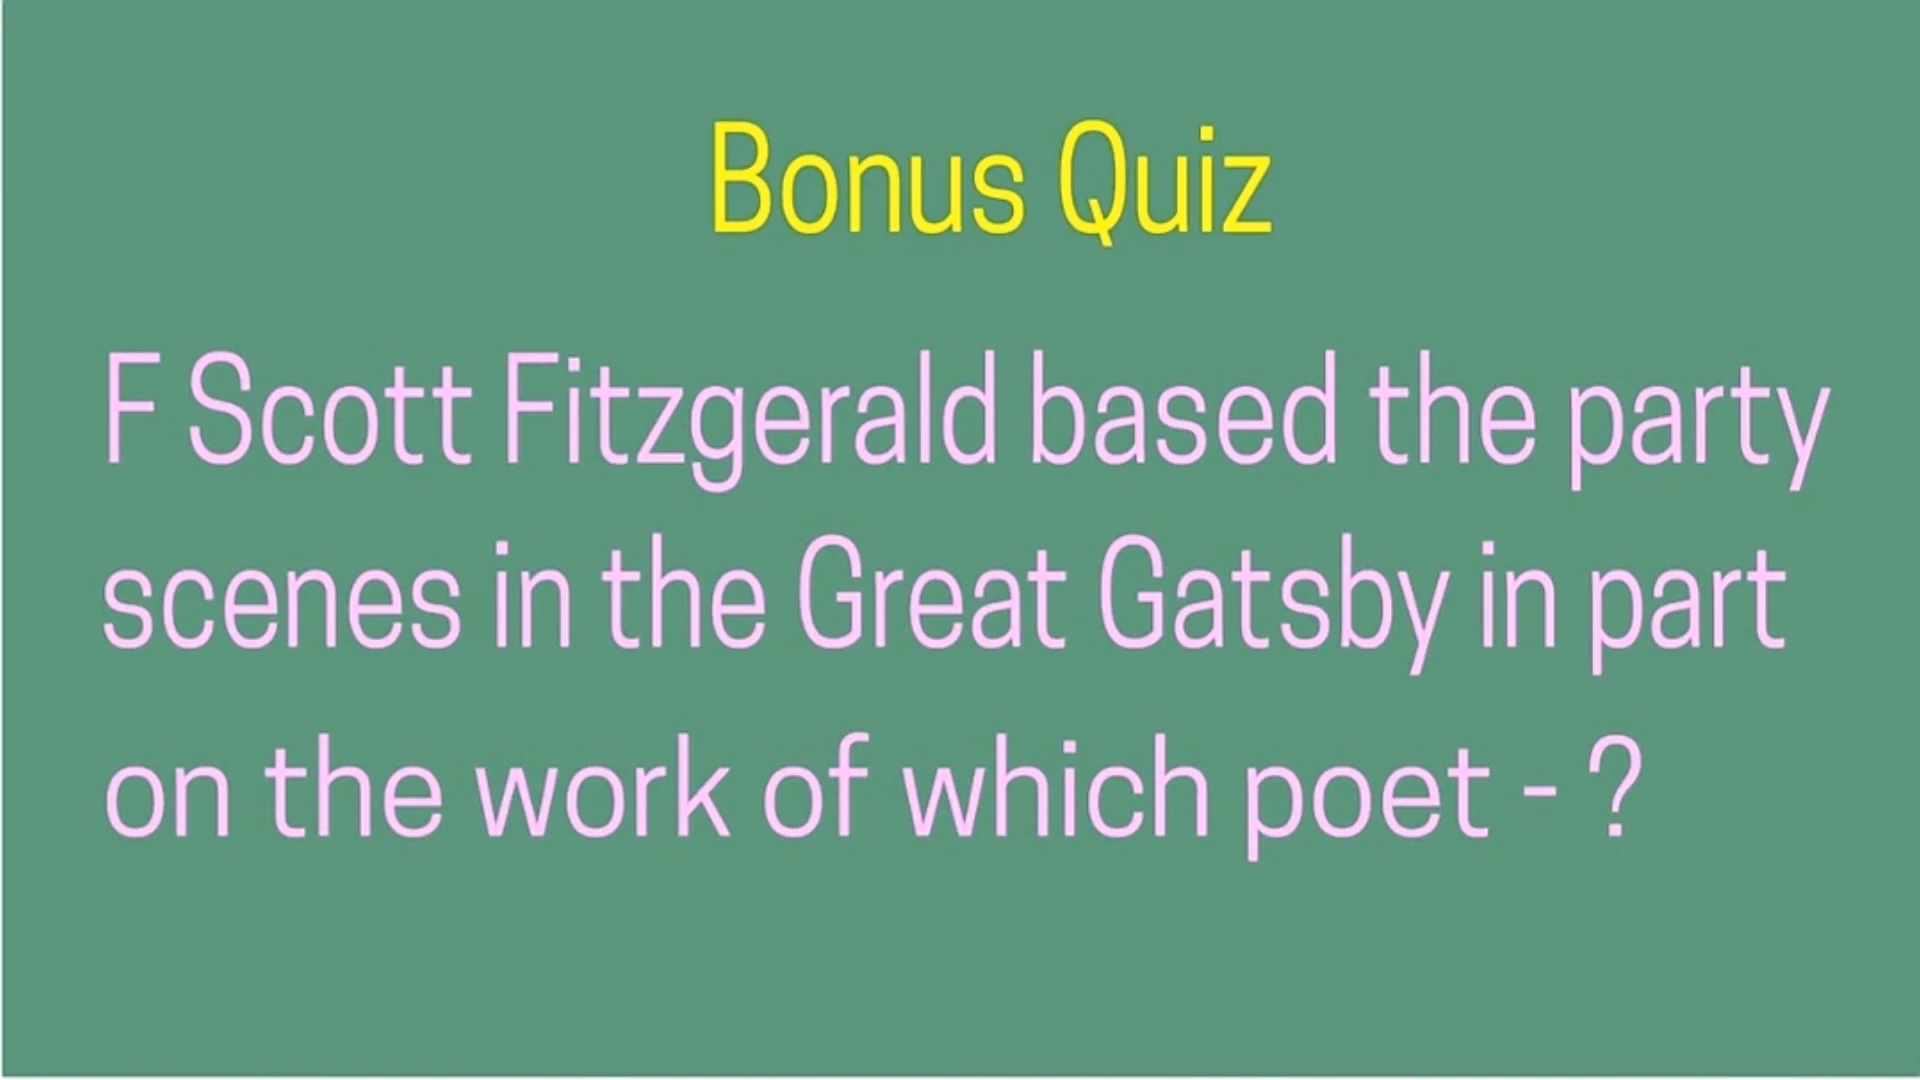 Bonus Quiz
F Scott Fitzgerald based the party
scenes in the Great Gatsby in part
on the work of which poet - ?